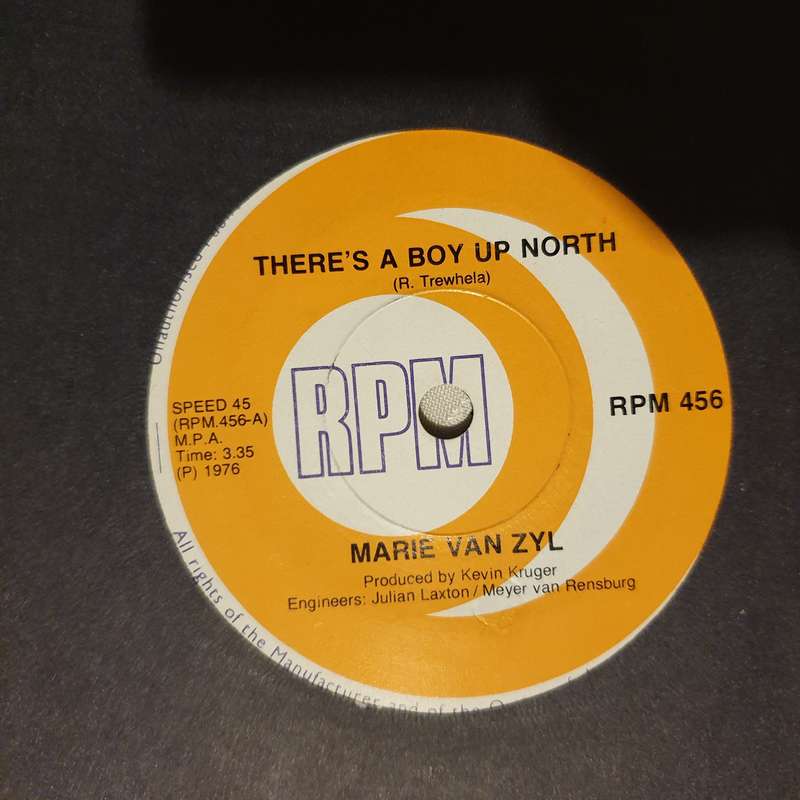 THERE'S A BOY UP NORTH
(R. Trewhela)
RPM
SPEED 45
(RPM.456-A)
M.P.A.
Time: 3.35
(P) 1976
RPM 456
MARIE VAN ZYL
Produced by Kevin Kruger
Engineers: Julian Laxton / Meyer van Rensburg
All rights of the Manufacturer and of the
Unauthorised